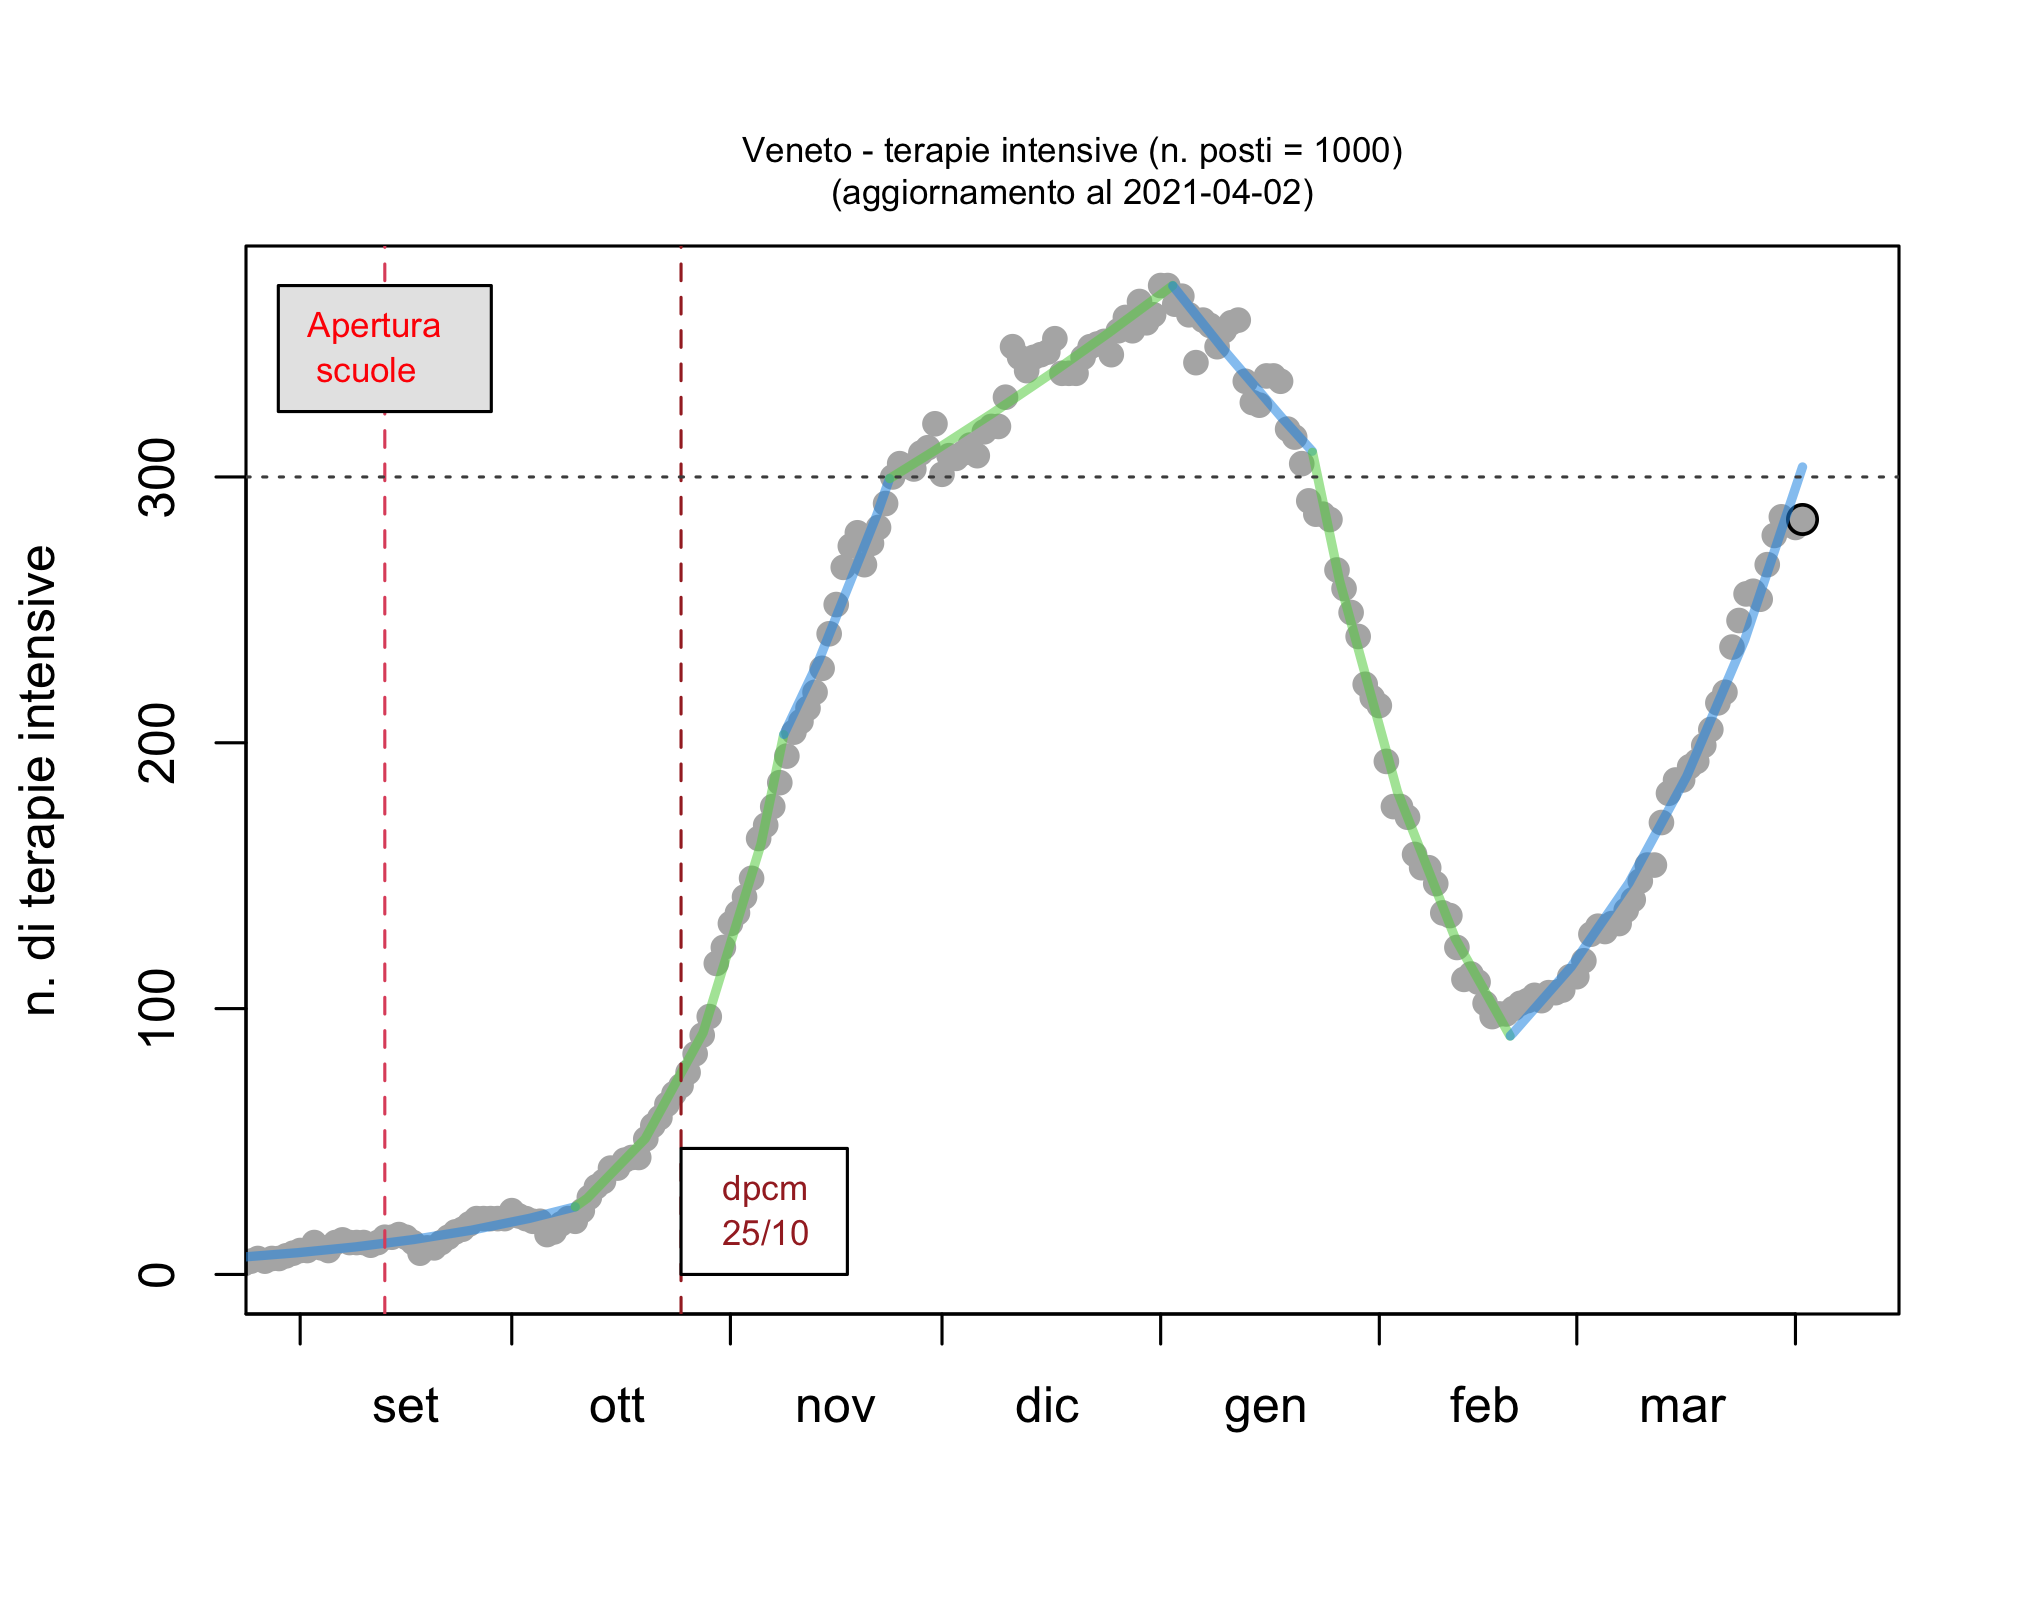 Veneto - terapie intensive (n. posti = 1000)
(aggiornamento al 2021-04-02)
Apertura
scuole
n. di terapie intensive
300
200
100
0
dpcm
25/10
set ott nov dic gen feb mar